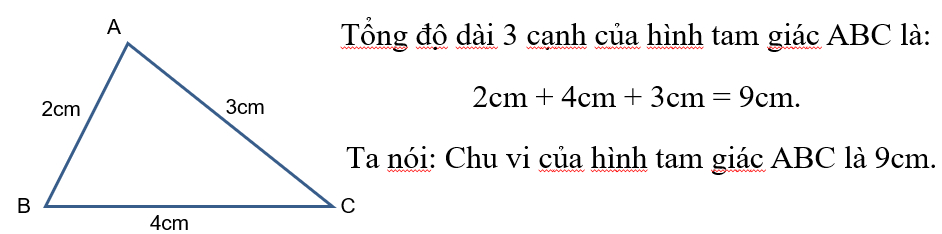 A
Tổng độ dài 3 cạnh của hình tam giác ABC là:
2cm
3cm
2cm + 4cm + 3cm = 9cm.
Ta nói: Chu vi của hình tam giác ABC là 9cm.
B
C
4cm